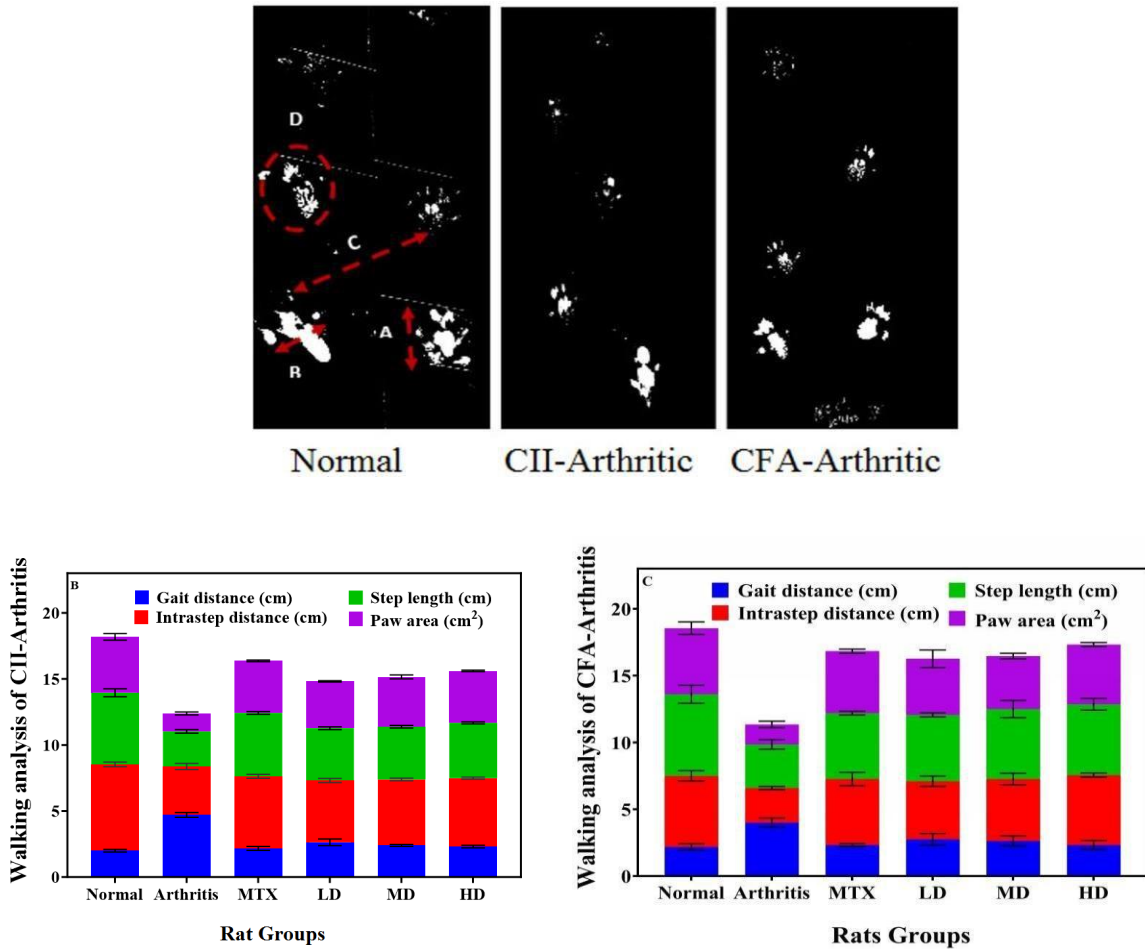 D
C
A
B
Normal
CII-Arthritic
CFA-Arthritic
Walking analysis of CII-Arthritis
B
Gait distance (cm)
Step length (cm)
Intrastep distance (cm)
Paw area (cm²)
20
15
10
5
0
Normal
Arthritis
MTX
LD
MD
HD
Rat Groups
Walking analysis of CFA-Arthritis
C
Gait distance (cm)
Step length (cm)
Intrastep distance (cm)
Paw area (cm²)
20
15
10
5
0
Normal
Arthritis
MTX
LD
MD
HD
Rats Groups